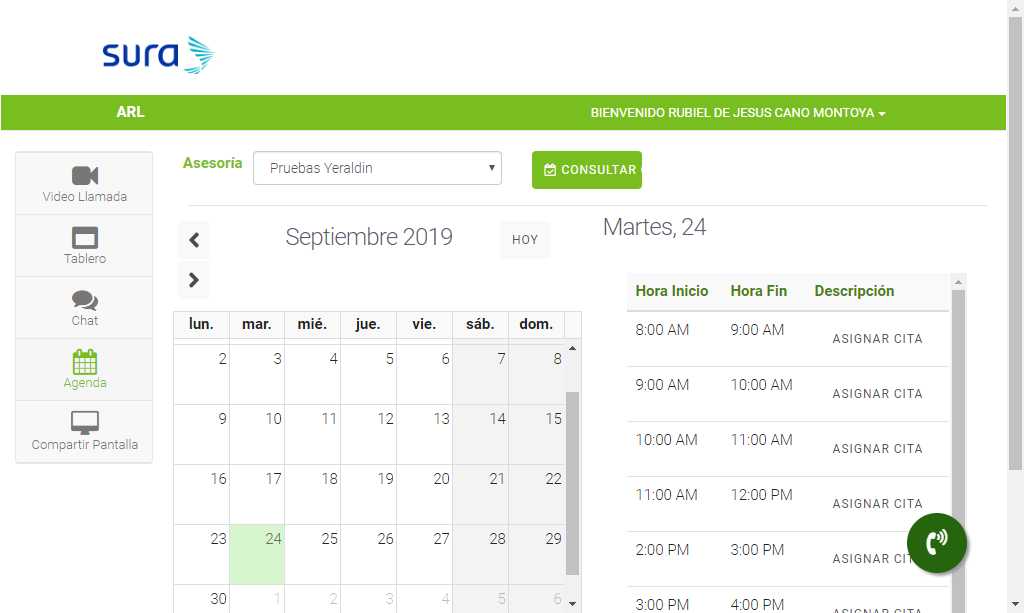 sura
ARL
BIENVENIDO RUBIEL DE JESUS CANO MONTOYA
Video Llamada
Tablero
Chat
Agenda
Compartir Pantalla
Asesoría
Pruebas Yeraldin
CONSULTAR
Septiembre 2019
HOY
lun. mar. mié. jue. vie. sáb. dom.
2 3 4 5 6 7 8
9 10 11 12 13 14 15
16 17 18 19 20 21 22
23 24 25 26 27 28 29
30 1 2 3 4 5 6
Martes, 24
Hora Inicio Hora Fin Descripción
8:00 AM 9:00 AM ASIGNAR CITA
9:00 AM 10:00 AM ASIGNAR CITA
10:00 AM 11:00 AM ASIGNAR CITA
11:00 AM 12:00 PM ASIGNAR CITA
2:00 PM 3:00 PM ASIGNAR
3:00 PM 4:00 PM ASIGNAR CITA